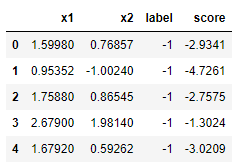 x1 x2 label score
0 1.59980 0.76857 -1 -2.9341
1 0.95352 -1.00240 -1 -4.7261
2 1.75880 0.86545 -1 -2.7575
3 2.67900 1.98140 -1 -1.3024
4 1.67920 0.59262 -1 -3.0209